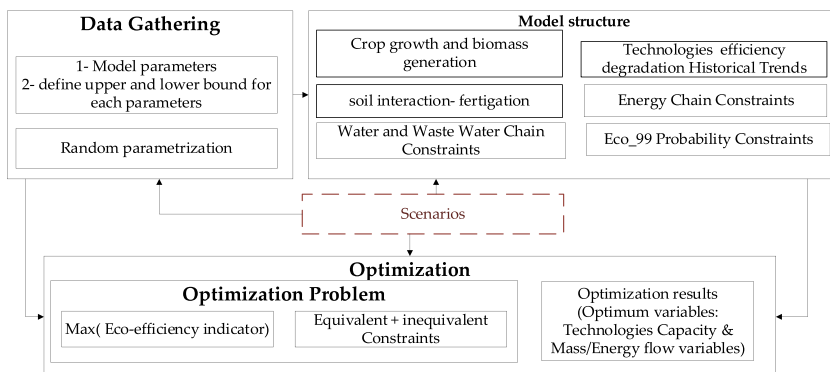 Data Gathering
1- Model parameters
2- define upper and lower bound for
each parameters
Random parametrization
Model structure
Crop growth and biomass
generation
Technologies efficiency
degradation Historical Trends
soil interaction- fertigation
Energy Chain Constraints
Water and Waste Water Chain
Constraints
Eco_99 Probability Constraints
Scenarios
Optimization
Optimization Problem
Max( Eco-efficiency indicator)
Equivalent + inequivalent
Constraints
Optimization results
(Optimum variables:
Technologies Capacity &
Mass/Energy flow variables)